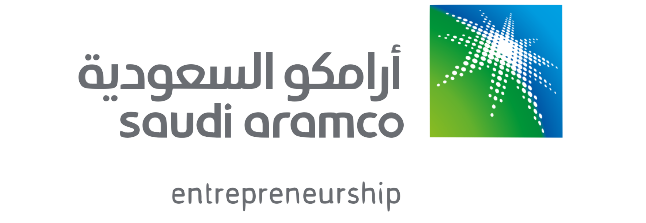 أرامكو السعودية
saudi aramco
entrepreneurship